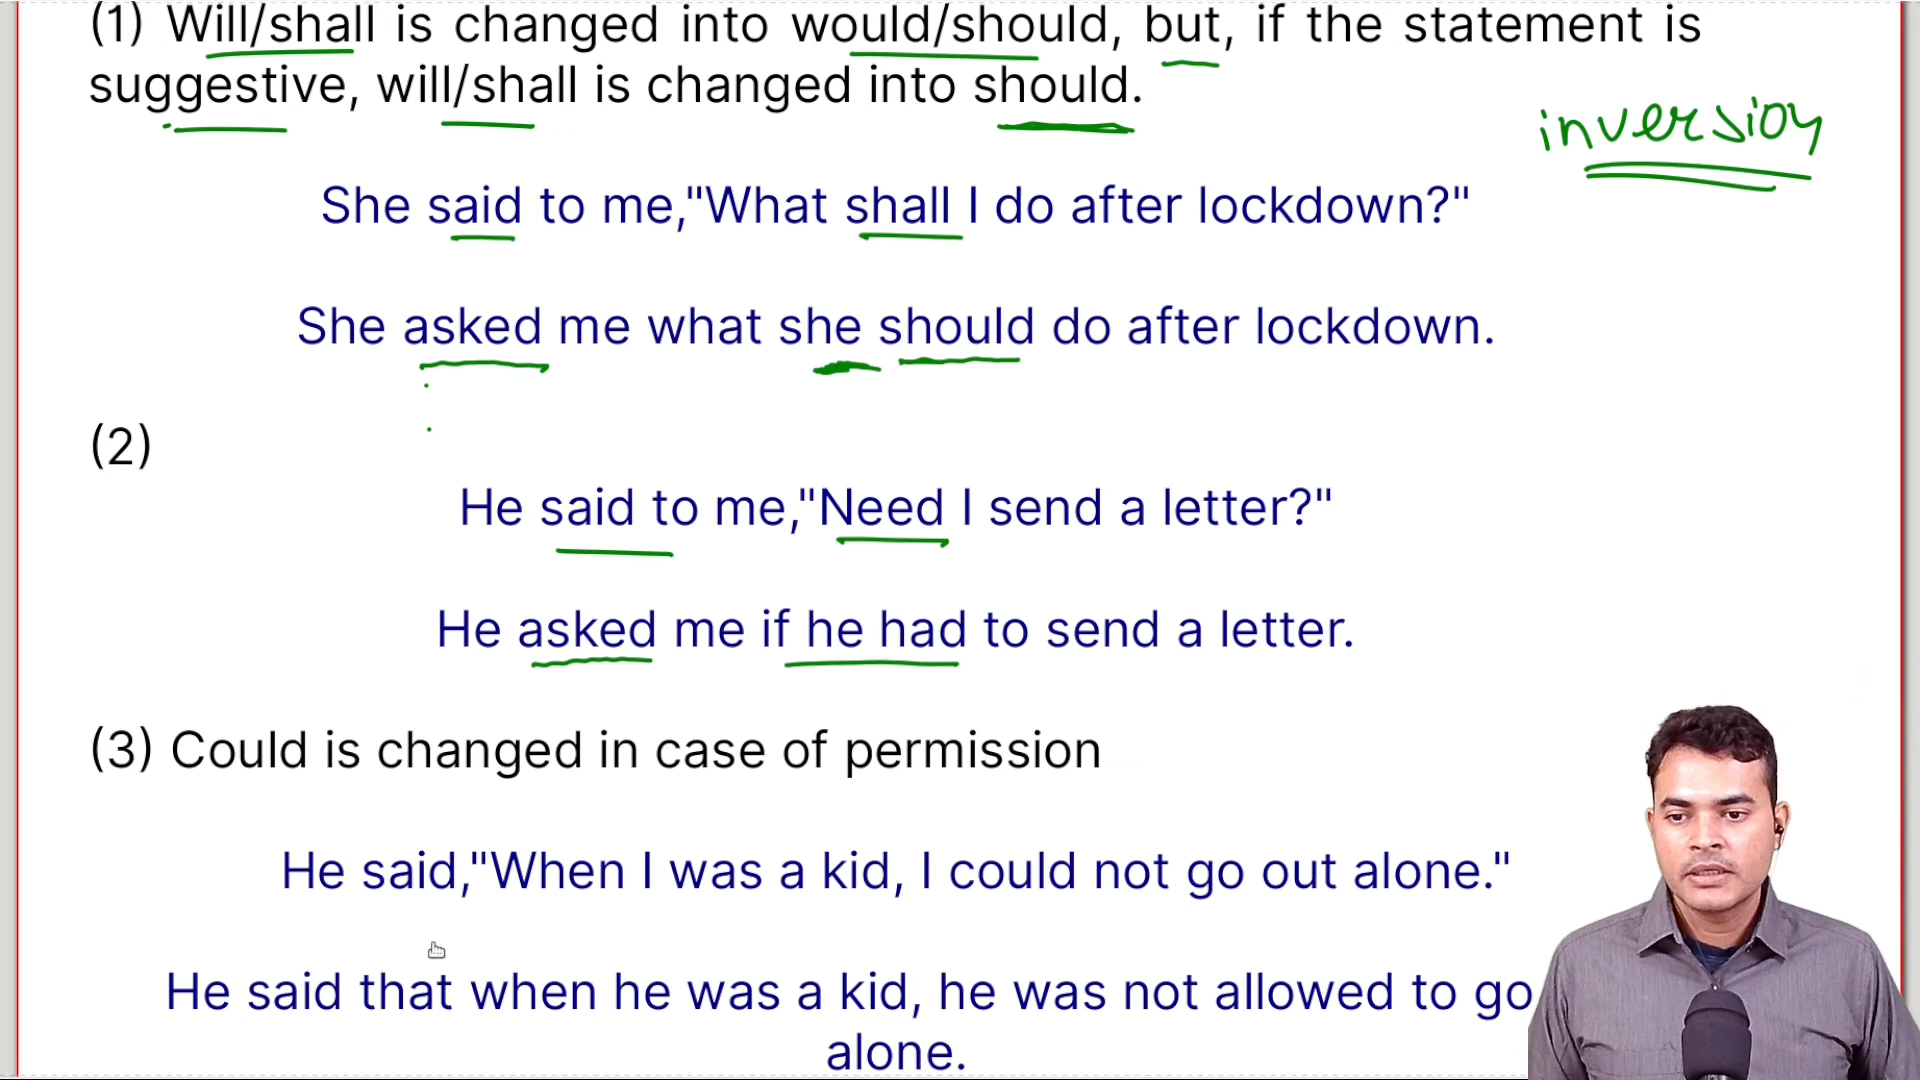 (1) Will/shall is changed into would/should, but, if the statement is
suggestive, will/shall is changed into should.
inversion
She said to me,"What shall I do after lockdown?"
She asked me what she should do after lockdown.
(2)
He said to me,"Need I send a letter?"
He asked me if he had to send a letter.
(3) Could is changed in case of permission
He said,"When I was a kid, I could not go out alone."
He said that when he was a kid, he was not allowed to go
alone.